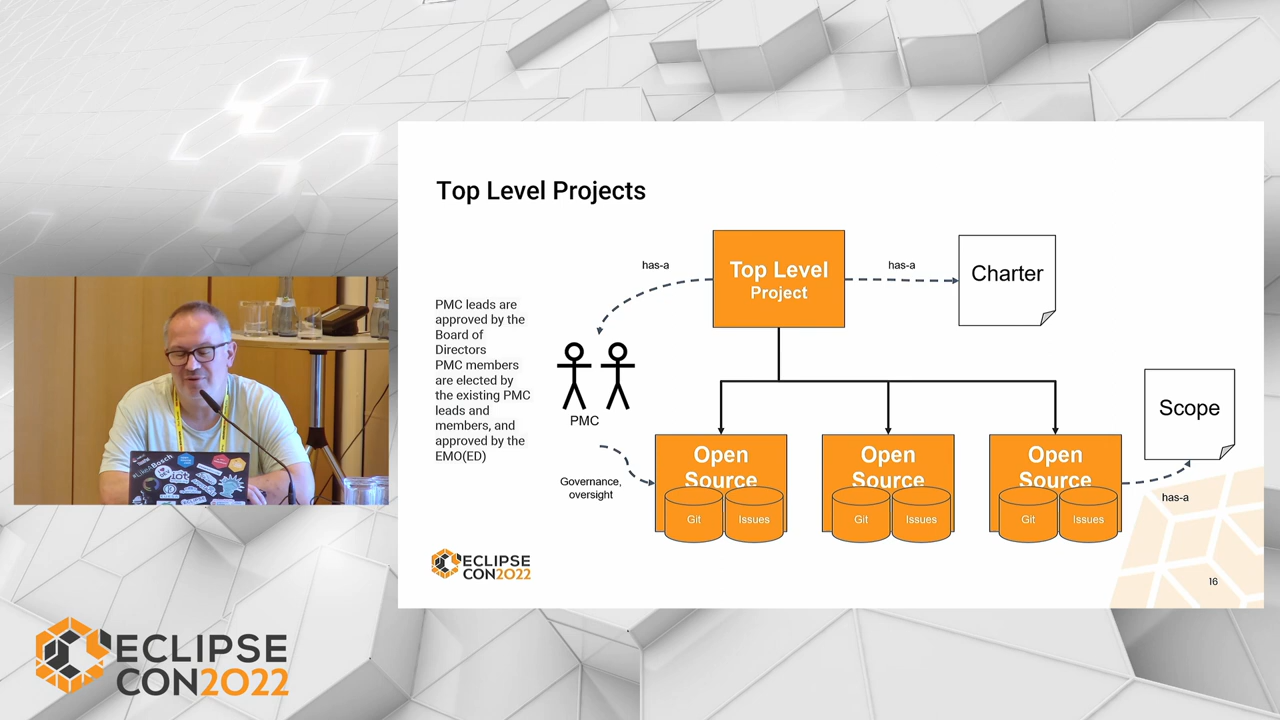 Top Level Projects
has-a
Top Level
Project
has-a
Charter
PMC leads are
approved by the
Board of
Directors
PMC members
are elected by
the existing PMC
leads and
members, and
approved by the
EMO(ED)
PMC
Governance,
oversight
Open
Source
Git
Issues
Open
Source
Git
Issues
Open
Source
Git
Issues
Scope
has-a
ECLIPSE
CON2022
16
#LikeABosch
IoT
ECLIPSE
CON2022